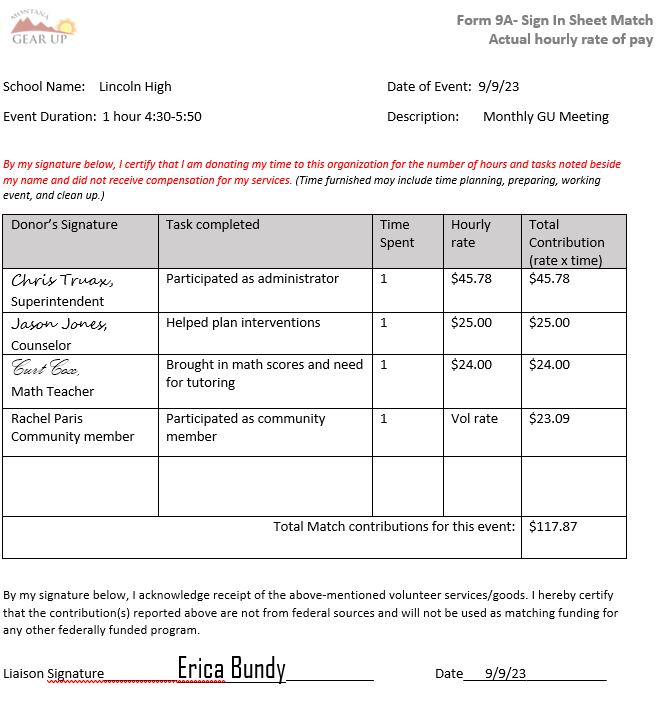 MONTANA
GEAR UP
Form 9A- Sign In Sheet Match
Actual hourly rate of pay
School Name: Lincoln High
Date of Event: 9/9/23
Event Duration: 1 hour 4:30-5:50
Description: Monthly GU Meeting
By my signature below, I certify that I am donating my time to this organization for the number of hours and tasks noted beside
my name and did not receive compensation for my services. (Time furnished may include time planning, preparing, working
event, and clean up.)
Donor's Signature Task completed Time Spent Hourly rate Total Contribution (rate x time)
Chris Truax, Superintendent Participated as administrator 1 $45.78 $45.78
Jason Jones, Counselor Helped plan interventions 1 $25.00 $25.00
Curt Cox, Math Teacher Brought in math scores and need for tutoring 1 $24.00 $24.00
Rachel Paris Community member Participated as community member 1 Vol rate $23.09
Total Match contributions for this event: $117.87
By my signature below, I acknowledge receipt of the above-mentioned volunteer services/goods. I hereby certify
that the contribution(s) reported above are not from federal sources and will not be used as matching funding for
any other federally funded program.
Liaison Signature Erica Bundy Date 9/9/23